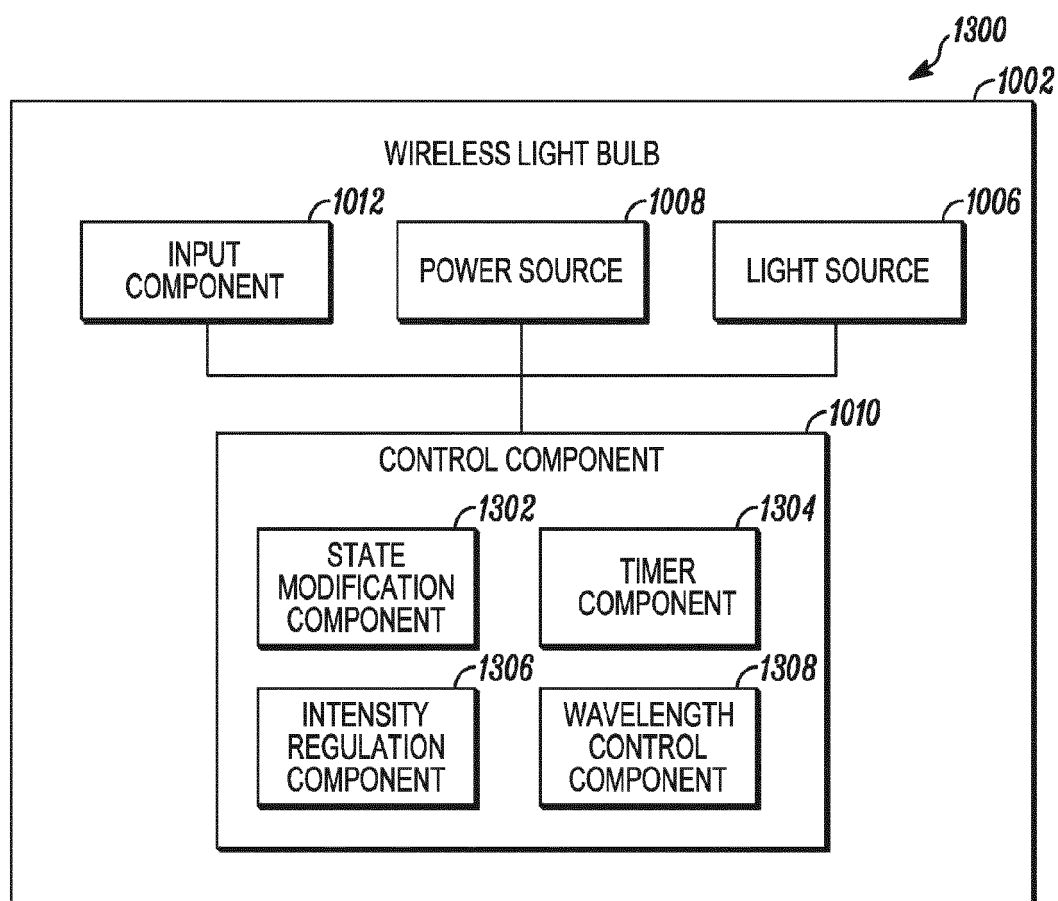 1300
1002
WIRELESS LIGHT BULB
1012
1008
1006
INPUT
COMPONENT
POWER SOURCE
LIGHT SOURCE
1010
CONTROL COMPONENT
1302
1304
STATE
MODIFICATION
COMPONENT
TIMER
COMPONENT
1306
1308
INTENSITY
REGULATION
COMPONENT
WAVELENGTH
CONTROL
COMPONENT